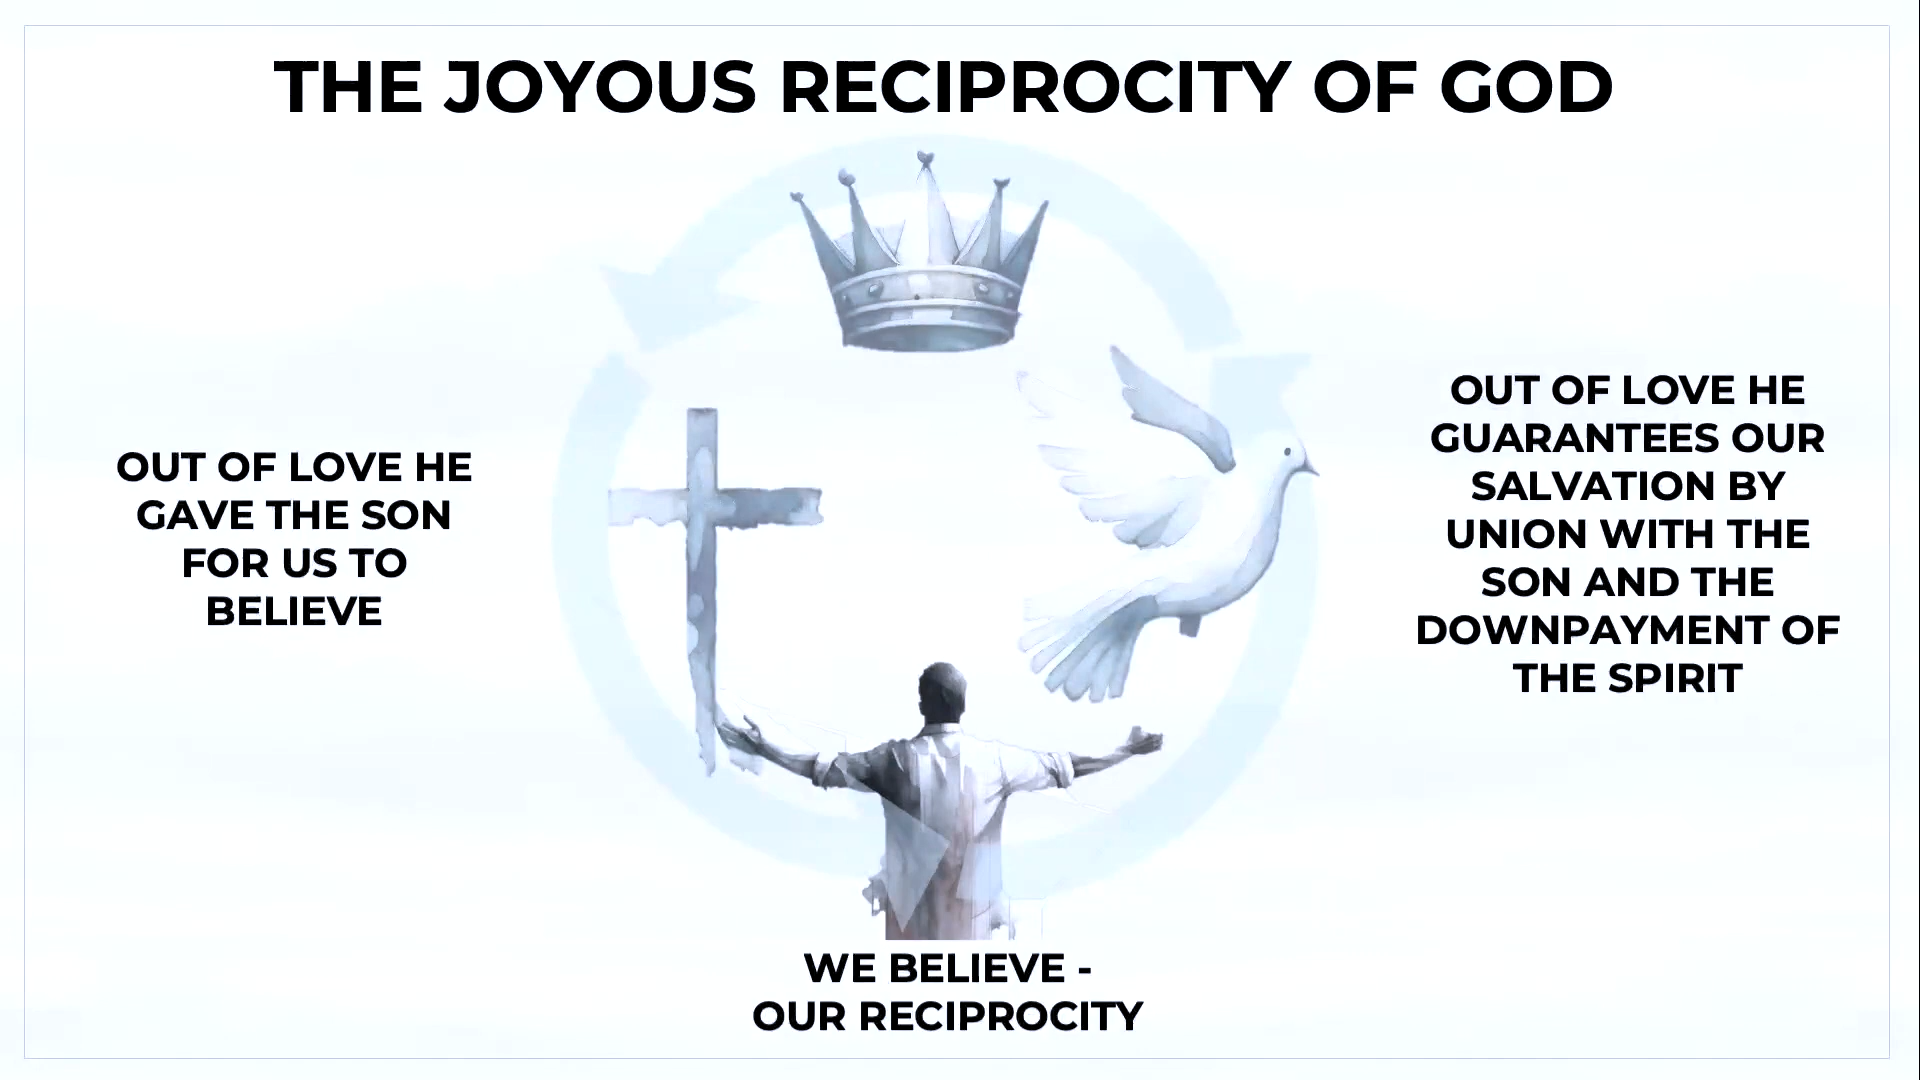 THE JOYOUS RECIPROCITY OF GOD
OUT OF LOVE HE
GAVE THE SON
FOR US TO
BELIEVE
OUT OF LOVE HE
GUARANTEES OUR
SALVATION BY
UNION WITH THE
SON AND THE
DOWNPAYMENT OF
THE SPIRIT
WE BELIEVE -
OUR RECIPROCITY